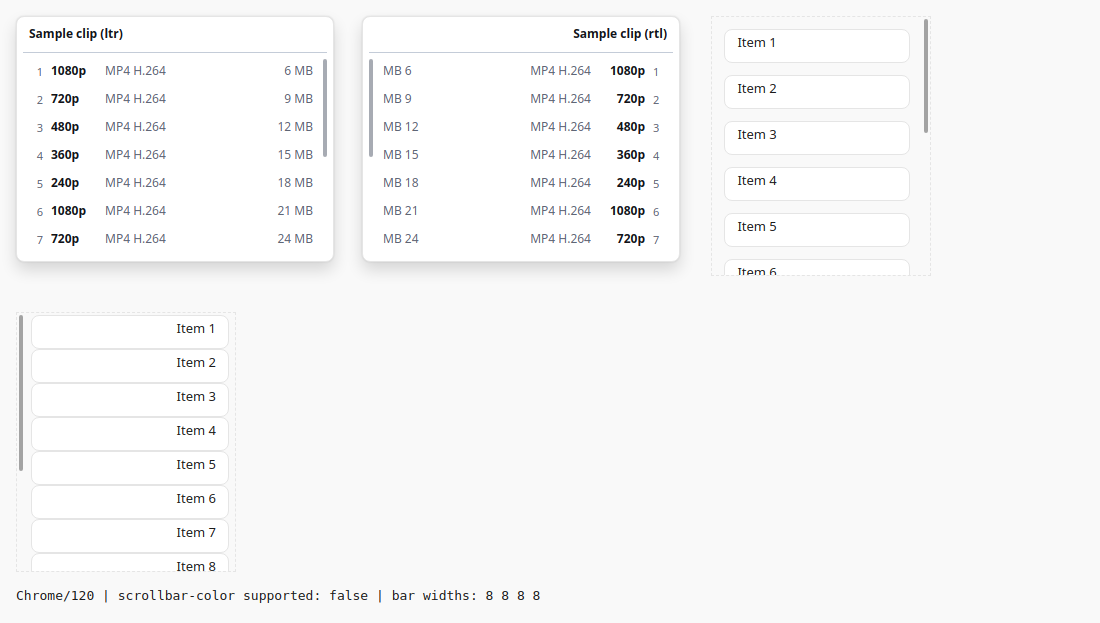 Sample clip (ltr)
1 1080p MP4 H.264 6 MB
2 720p MP4 H.264 9 MB
3 480p MP4 H.264 12 MB
4 360p MP4 H.264 15 MB
5 240p MP4 H.264 18 MB
6 1080p MP4 H.264 21 MB
7 720p MP4 H.264 24 MB
Sample clip (rtl)
MB 6 MP4 H.264 1080p 1
MB 9 MP4 H.264 720p 2
MB 12 MP4 H.264 480p 3
MB 15 MP4 H.264 360p 4
MB 18 MP4 H.264 240p 5
MB 21 MP4 H.264 1080p 6
MB 24 MP4 H.264 720p 7
Item 1
Item 2
Item 3
Item 4
Item 5
Item 6
Item 1
Item 2
Item 3
Item 4
Item 5
Item 6
Item 7
Item 8
Chrome/120 | scrollbar-color supported: false | bar widths: 8 8 8 8